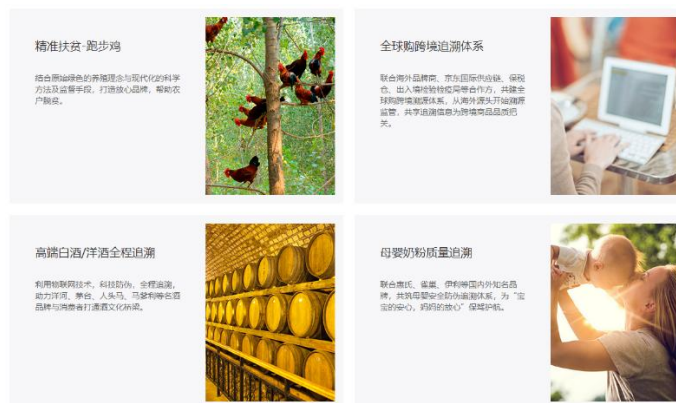 精准扶贫-跑步鸡
结合原始绿色的养殖理念与现代化的科学
方法及监督手段，打造放心品牌，帮助农
户脱贫。
全球购跨境追溯体系
联合海外品牌商、京东国际供应链、保税
仓、出入境检验检疫局等合作方，共建全
球购跨境溯源体系，从海外源头开始溯源
监管，共享追溯信息为跨境商品品质把
关。
高端白酒/洋酒全程追溯
利用物联网技术，科技防伪，全程追溯，
助力洋河、茅台、人头马、马爹利等名酒
品牌与消费者打通酒文化桥梁。
母婴奶粉质量追溯
联合惠氏、雀巢、伊利等国内外知名品
牌，共筑母婴安全防伪追溯体系，为“宝
宝的安心，妈妈的放心”保驾护航。